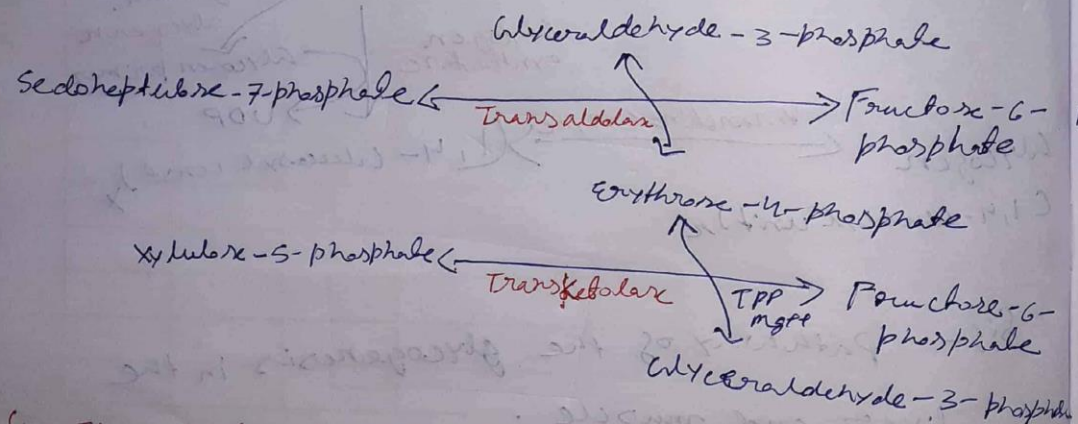 Glyceraldehyde-3-phosphate
Sedoheptulose-7-phosphate
Transaldolase
Fructose-6-
phosphate
Erythrose-4-phosphate
Xylulose-5-phosphate
Transketolase
TPP
Mg++
Fructose-6-
phosphate
Glyceraldehyde-3-phosph